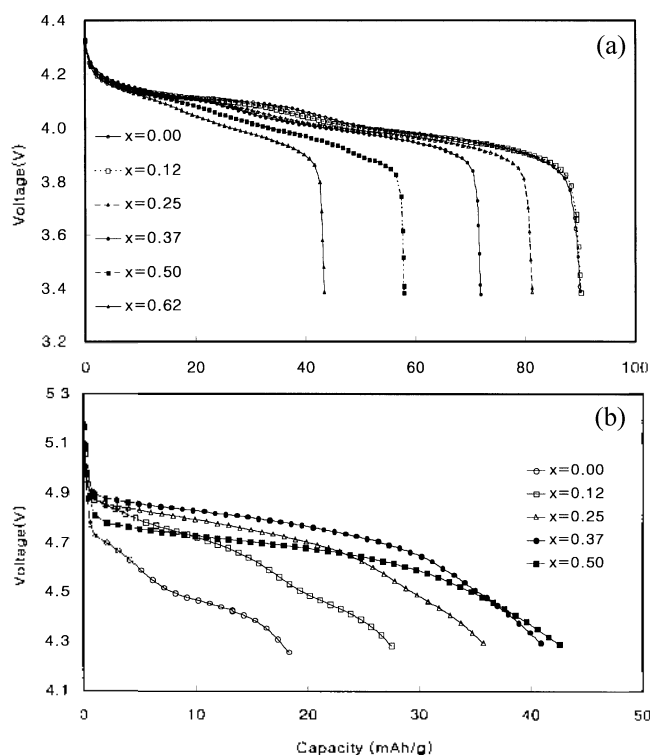 (a)
4.4
4.2
4.0
3.8
3.6
3.4
3.2
Voltage(V)
x=0.00
x=0.12
x=0.25
x=0.37
x=0.50
x=0.62
0 20 40 60 80 100
(b)
5.3
5.1
4.9
4.7
4.5
4.3
4.1
Voltage(V)
x=0.00
x=0.12
x=0.25
x=0.37
x=0.50
0 10 20 30 40 50
Capacity (mAh/g)